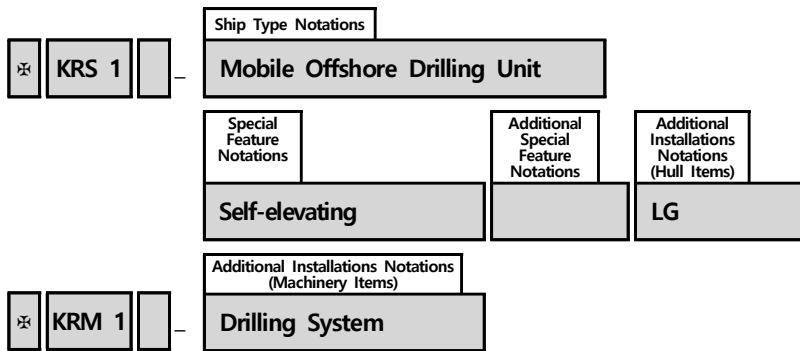 Ship Type Notations
✠ KRS 1 _ Mobile Offshore Drilling Unit
Special
Feature
Notations
Additional
Special
Feature
Notations
Additional
Installations
Notations
(Hull Items)
Self-elevating LG
Additional Installations Notations
(Machinery Items)
✠ KRM 1 _ Drilling System